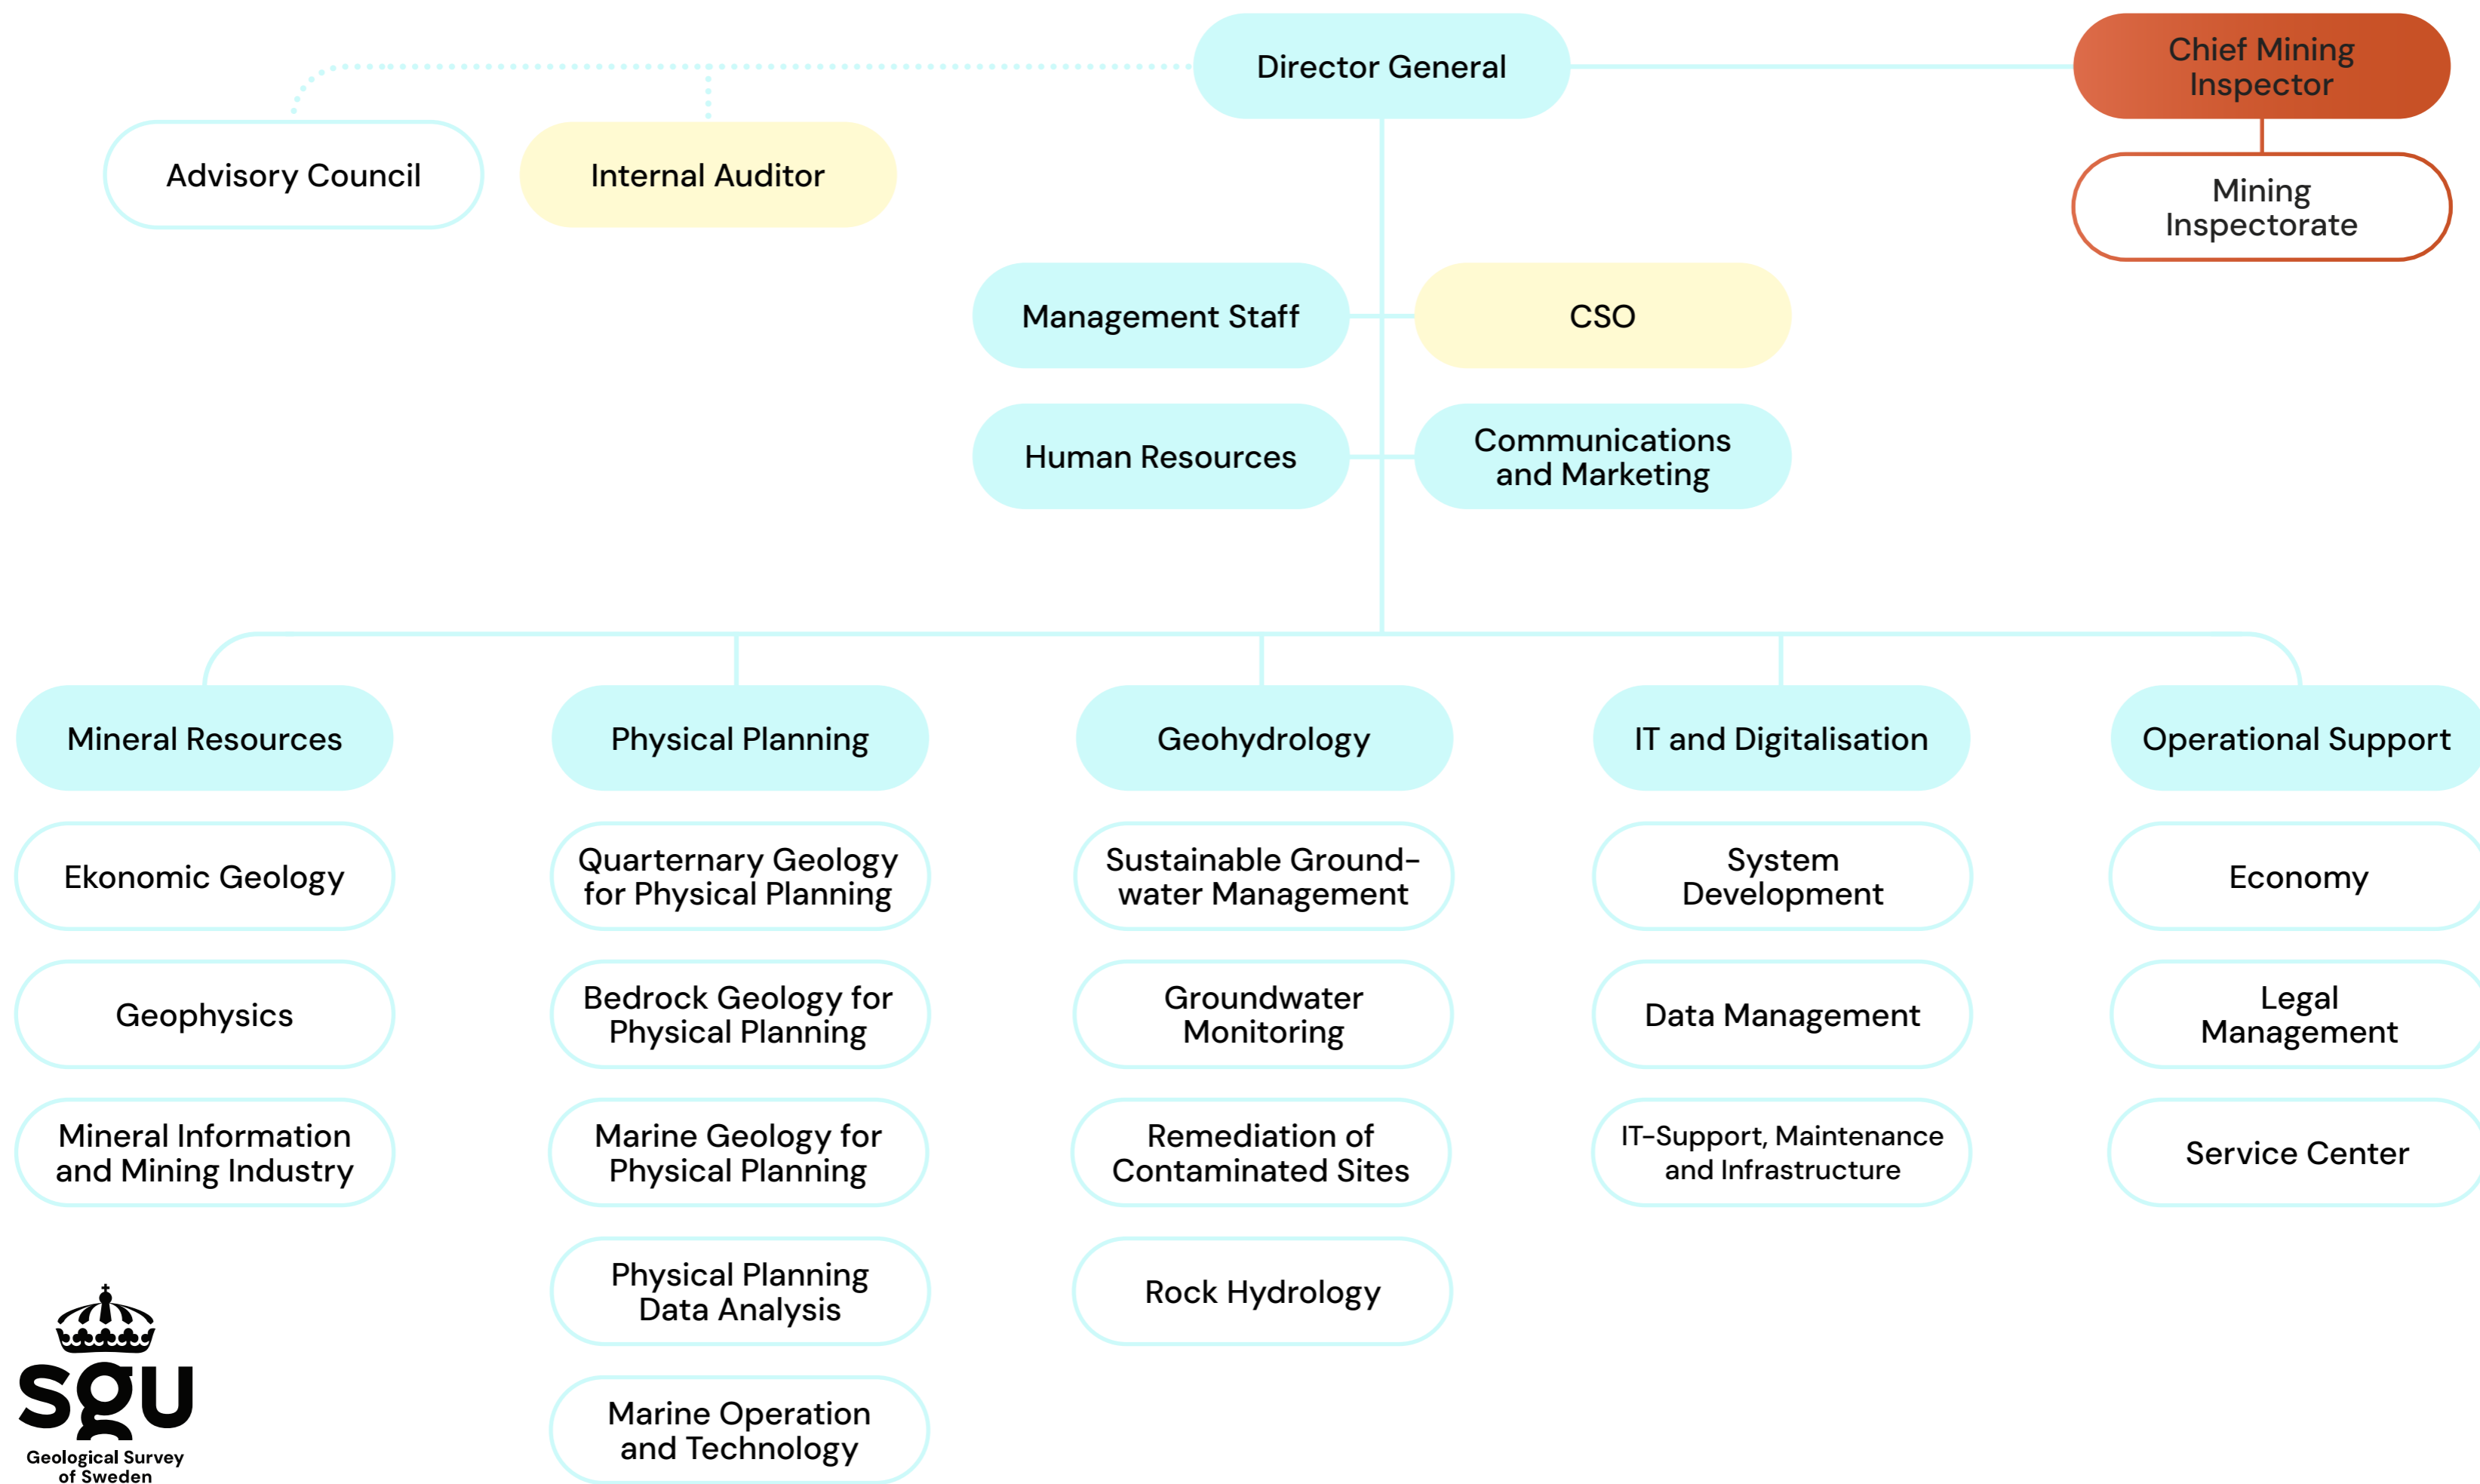 Director General
Chief Mining
Inspector
Advisory Council
Internal Auditor
Mining
Inspectorate
Management Staff
CSO
Human Resources
Communications
and Marketing
Mineral Resources
Physical Planning
Geohydrology
IT and Digitalisation
Operational Support
Ekonomic Geology
Geophysics
Mineral Information
and Mining Industry
Quarternary Geology
for Physical Planning
Bedrock Geology for
Physical Planning
Marine Geology for
Physical Planning
Physical Planning
Data Analysis
Marine Operation
and Technology
Sustainable Ground-
water Management
Groundwater
Monitoring
Remediation of
Contaminated Sites
Rock Hydrology
System
Development
Data Management
IT-Support, Maintenance
and Infrastructure
Economy
Legal
Management
Service Center
sgu
Geological Survey
of Sweden